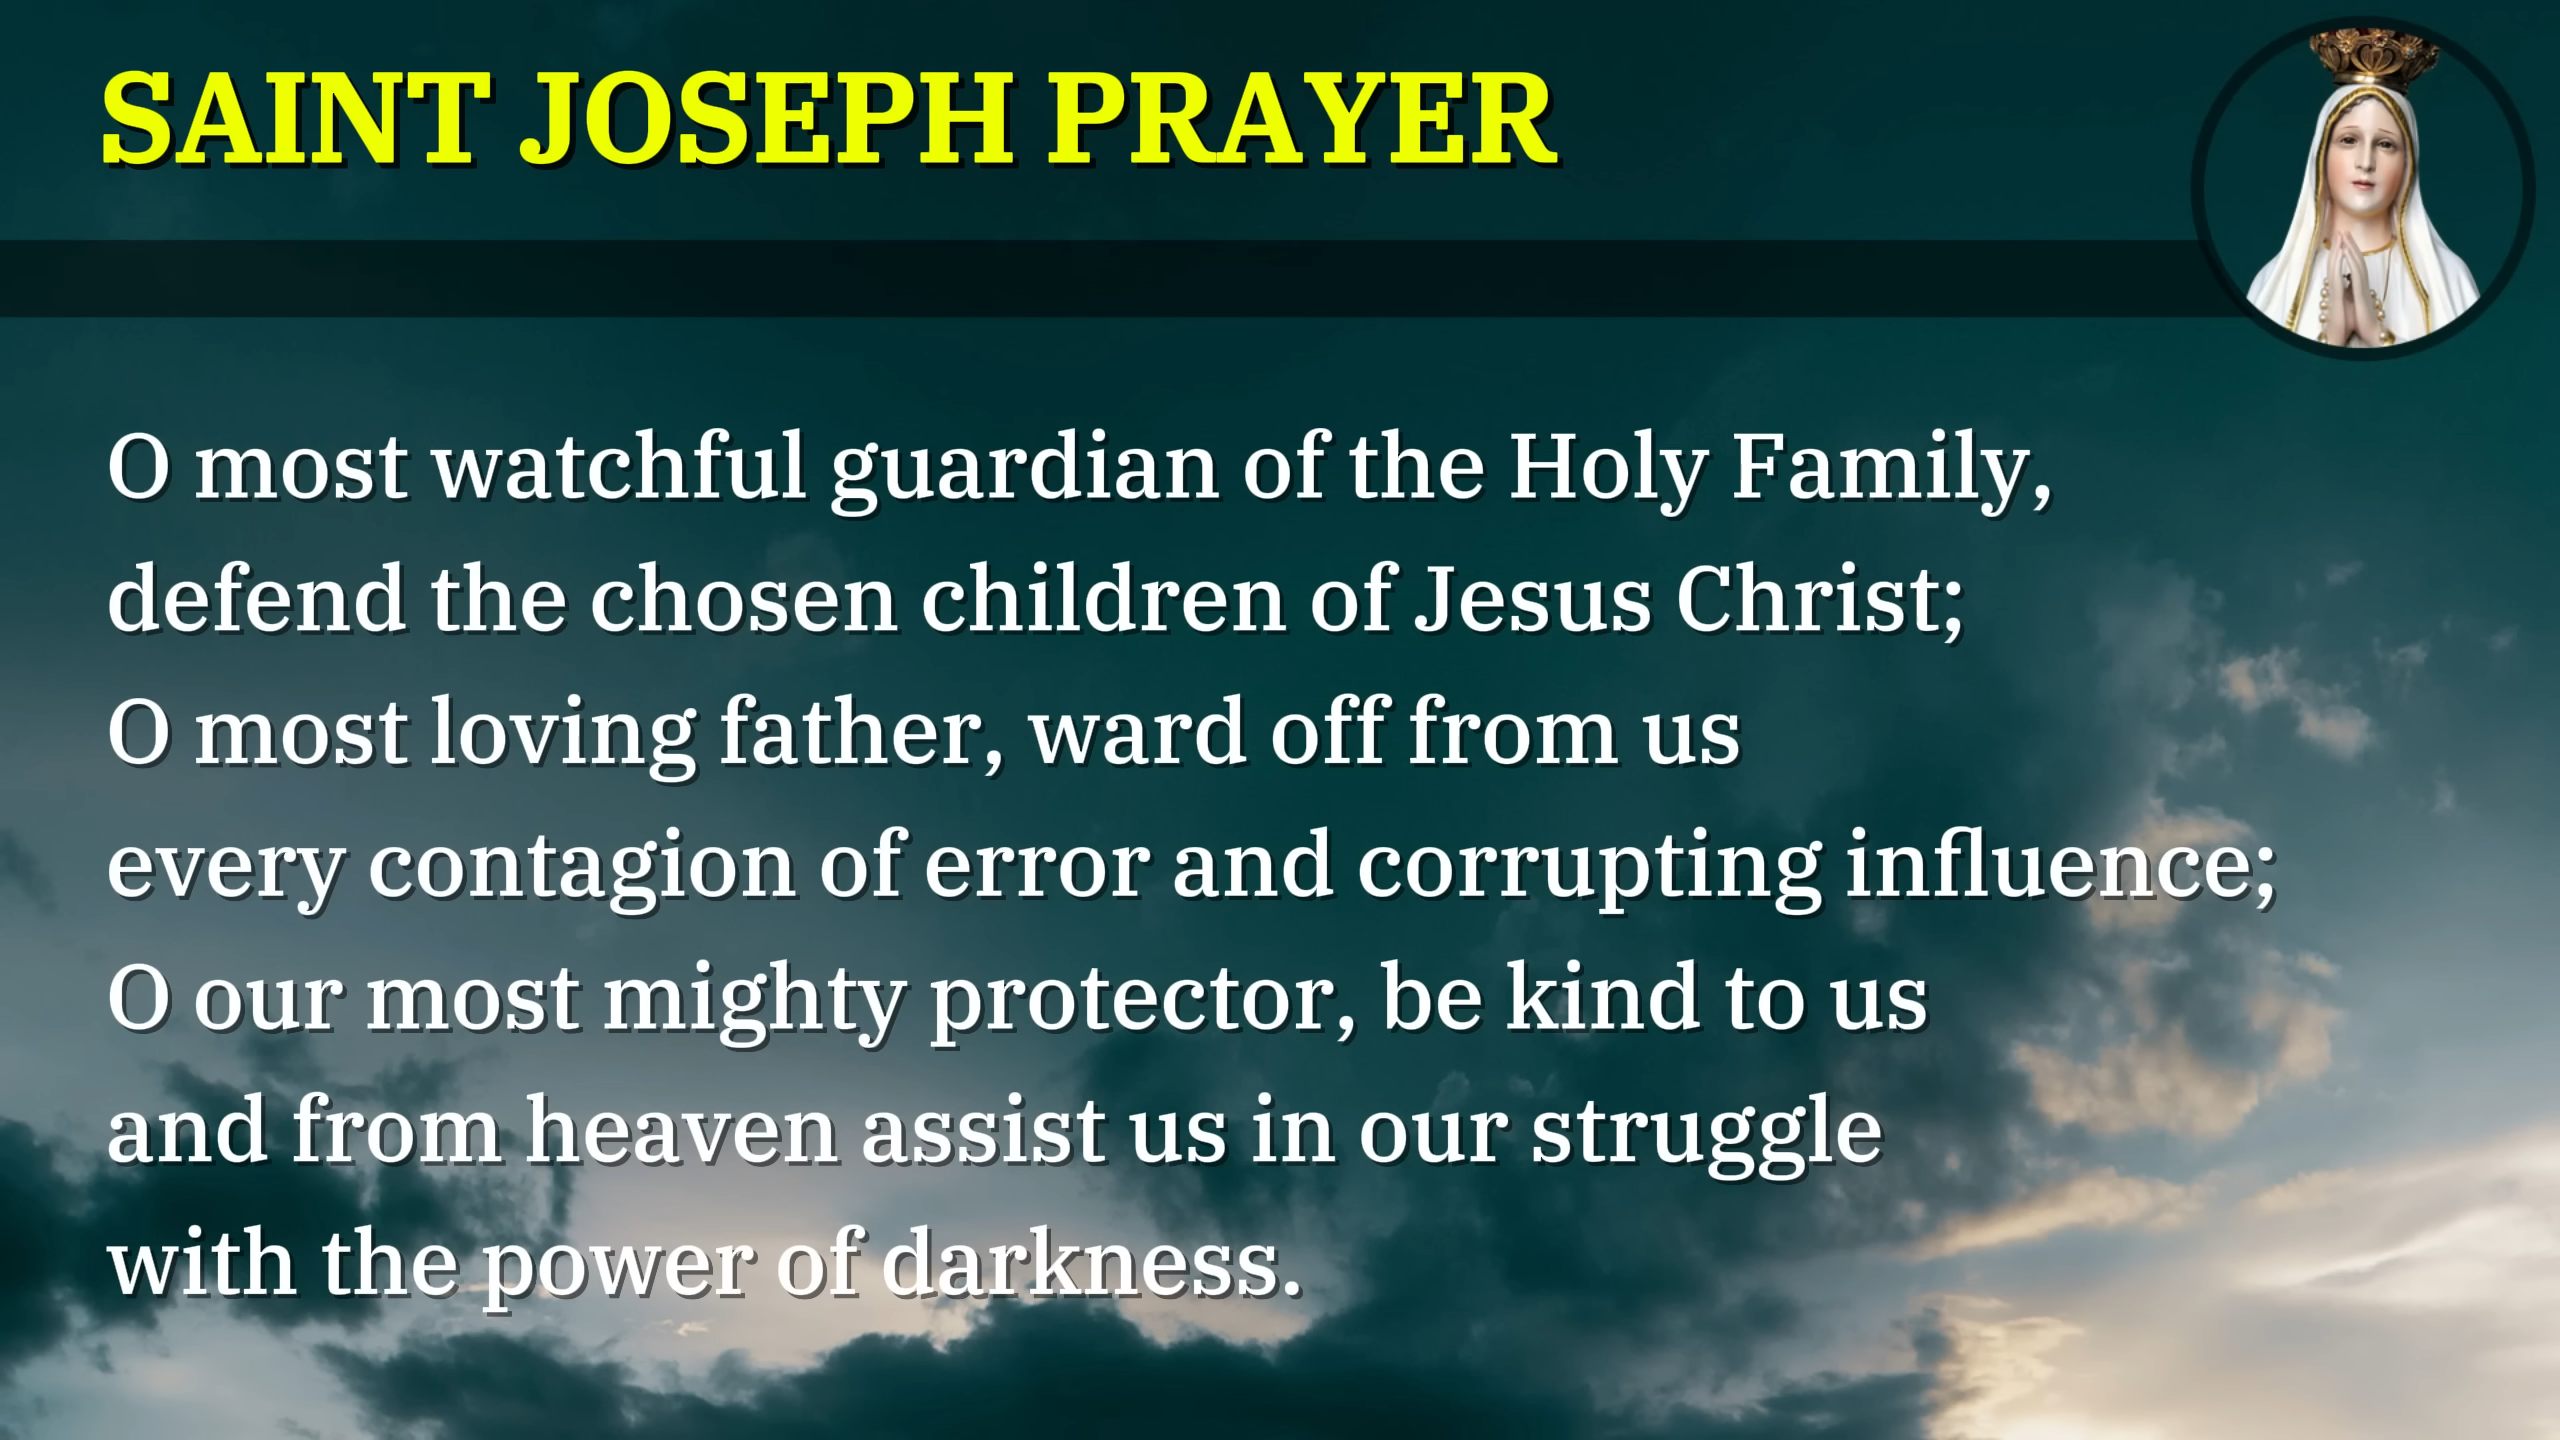 SAINT JOSEPH PRAYER
O most watchful guardian of the Holy Family,
defend the chosen children of Jesus Christ;
O most loving father, ward off from us
every contagion of error and corrupting influence;
O our most mighty protector, be kind to us
and from heaven assist us in our struggle
with the power of darkness.